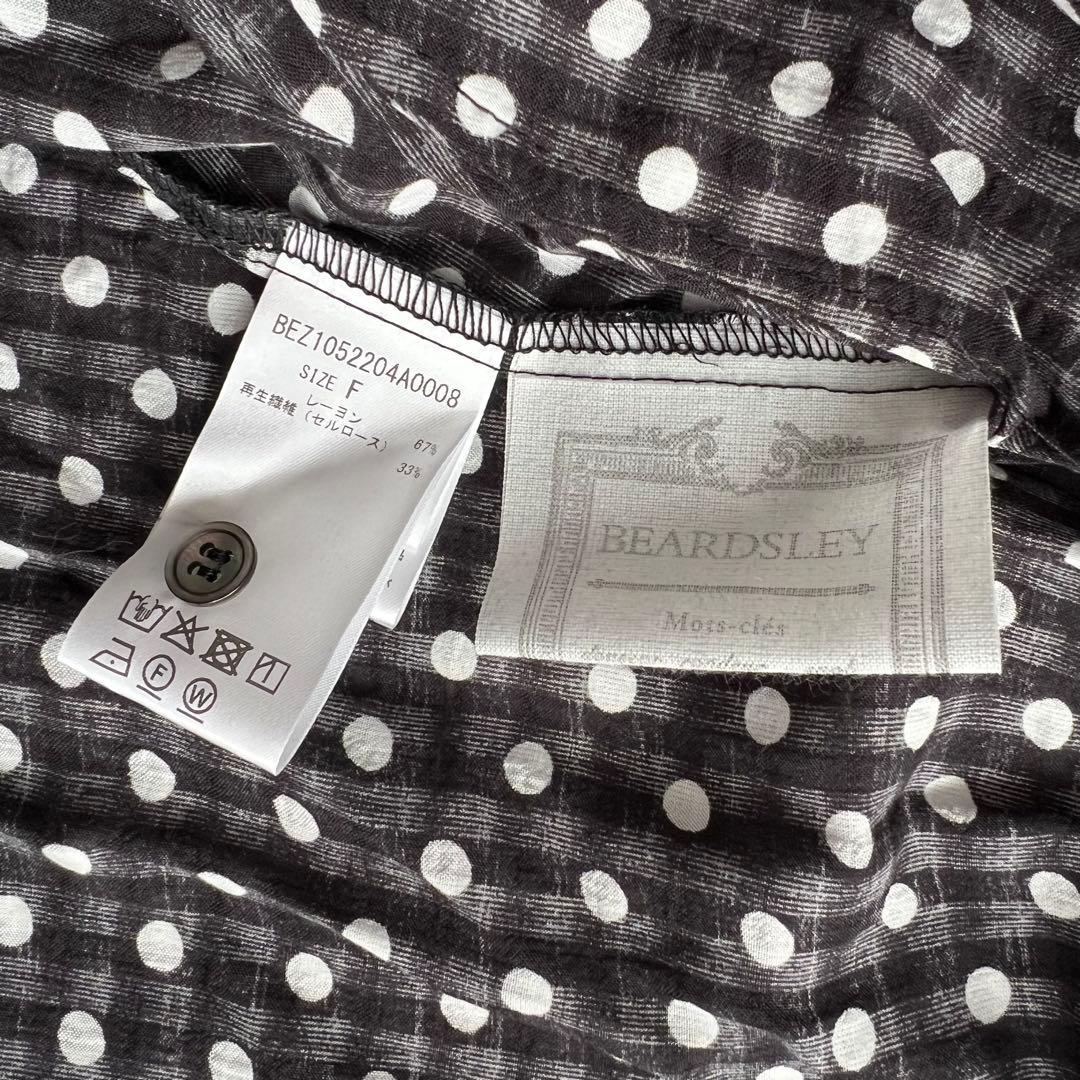 BEZ1052204A0008
SIZE F
レーヨン 67%
再生繊維(セルロース) 33%
F
W
BEARDSLEY
Mots-clés